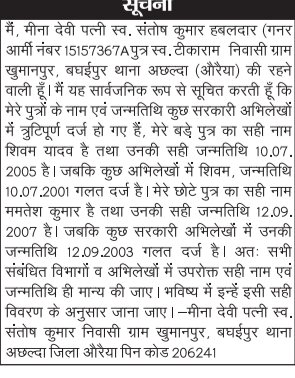 सूचना
मैं, मीना देवी पत्नी स्व. संतोष कुमार हबलदार (गनर
आर्मी नंबर 15157367A पुत्र स्व. टीकाराम निवासी ग्राम
खुमानपुर, बघईपुर थाना अछल्दा (औरैया) की रहने
वाली हूँ। मैं यह सार्वजनिक रूप से सूचित करती हूँ कि
मेरे पुत्रों के नाम एवं जन्मतिथि कुछ सरकारी अभिलेखों
में त्रुटिपूर्ण दर्ज हो गए हैं, मेरे बड़े पुत्र का सही नाम
शिवम यादव है तथा उनकी सही जन्मतिथि 10.07.
2005 है। जबकि कुछ अभिलेखों में शिवम, जन्मतिथि
10.07.2001 गलत दर्ज है। मेरे छोटे पुत्र का सही नाम
ममतेश कुमार है तथा उनकी सही जन्मतिथि 12.09.
2007 है। जबकि कुछ सरकारी अभिलेखों में उनकी
जन्मतिथि 12.09.2003 गलत दर्ज है। अतः सभी
संबंधित विभागों व अभिलेखों में उपरोक्त सही नाम एवं
जन्मतिथि ही मान्य की जाए। भविष्य में इन्हें इसी सही
विवरण के अनुसार जाना जाए। –मीना देवी पत्नी स्व.
संतोष कुमार निवासी ग्राम खुमानपुर, बघईपुर थाना
अछल्दा जिला औरैया पिन कोड 206241